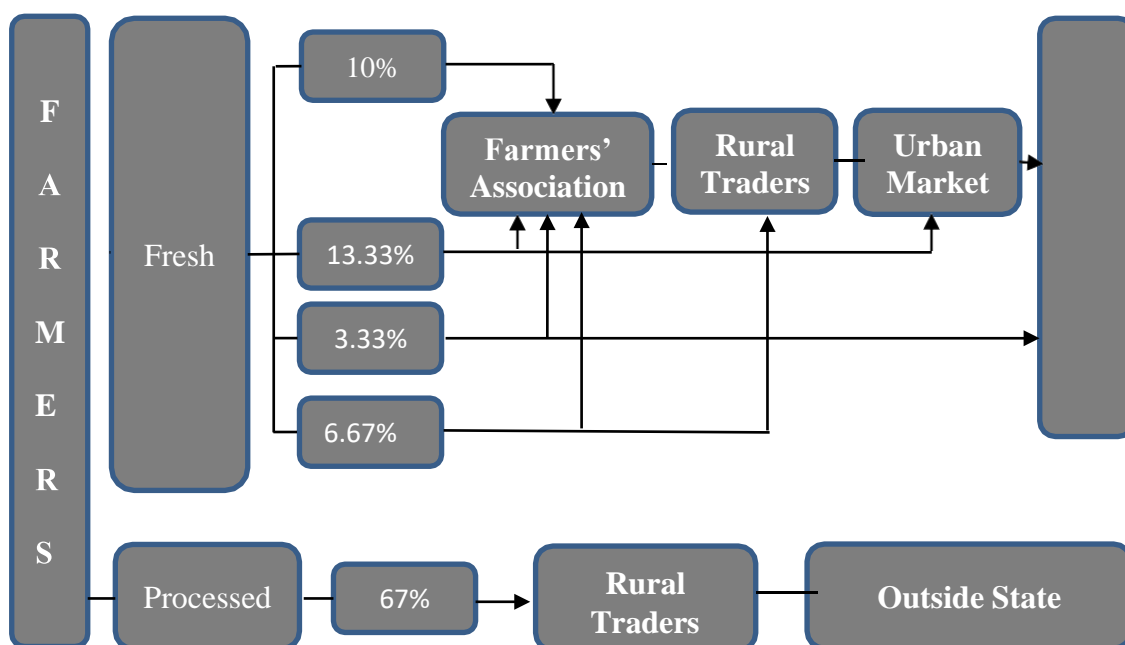 F
A
R
M
E
R
S
Fresh
10%
13.33%
3.33%
6.67%
Farmers’
Association
Rural
Traders
Urban
Market
Processed
67%
Rural
Traders
Outside State